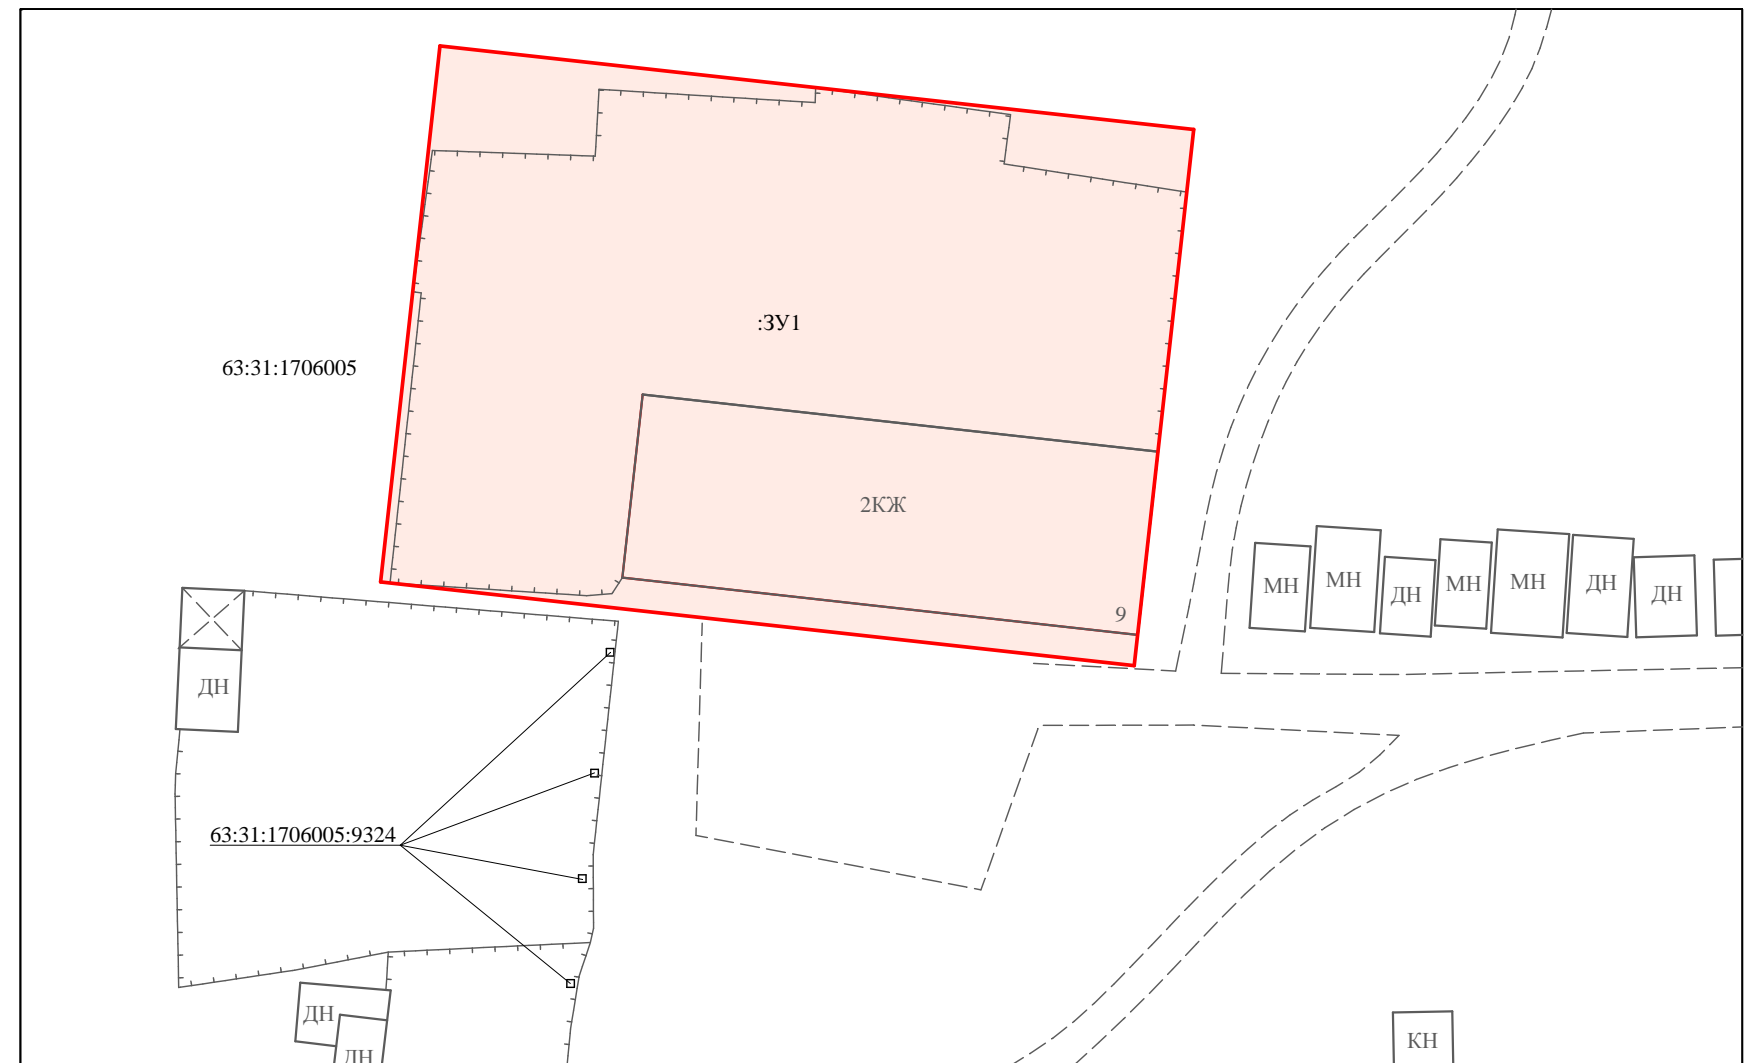 :ЗУ1
63:31:1706005
2КЖ
МН
МН
ДН
МН
МН
ДН
ДН
9
ДН
63:31:1706005:9324
ДН
ДН
КН